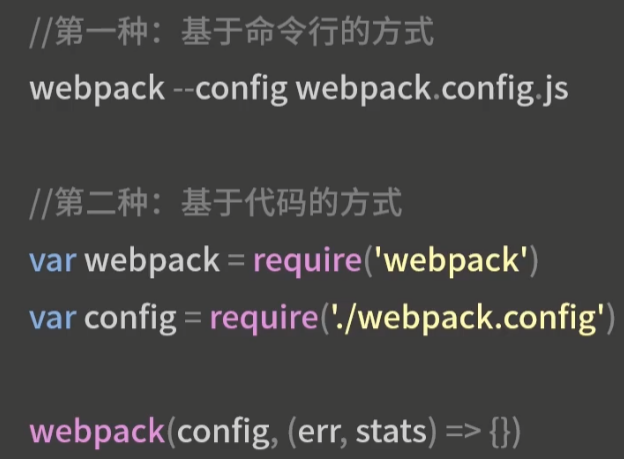 //第一种：基于命令行的方式
webpack --config webpack.config.js
//第二种：基于代码的方式
var webpack = require('webpack')
var config = require('./webpack.config')
webpack(config, (err, stats) => {})